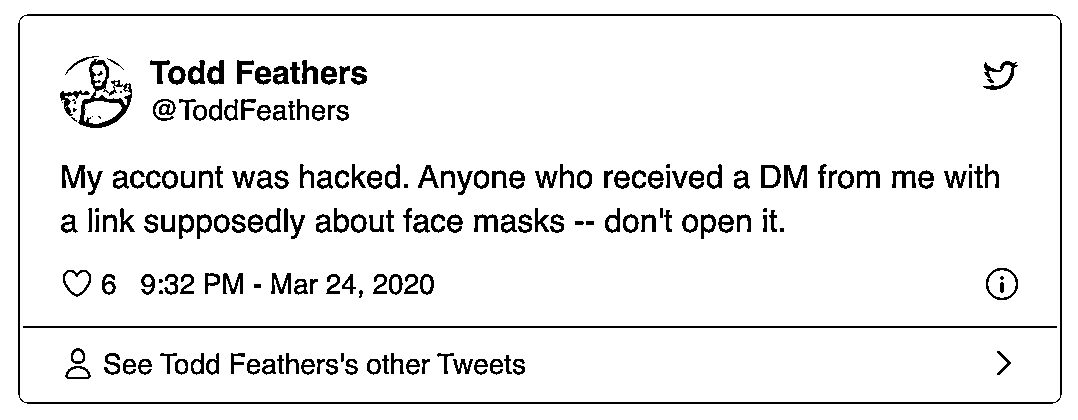 Todd Feathers
@ToddFeathers
My account was hacked. Anyone who received a DM from me with
a link supposedly about face masks -- don't open it.
6 9:32 PM - Mar 24, 2020
See Todd Feathers's other Tweets